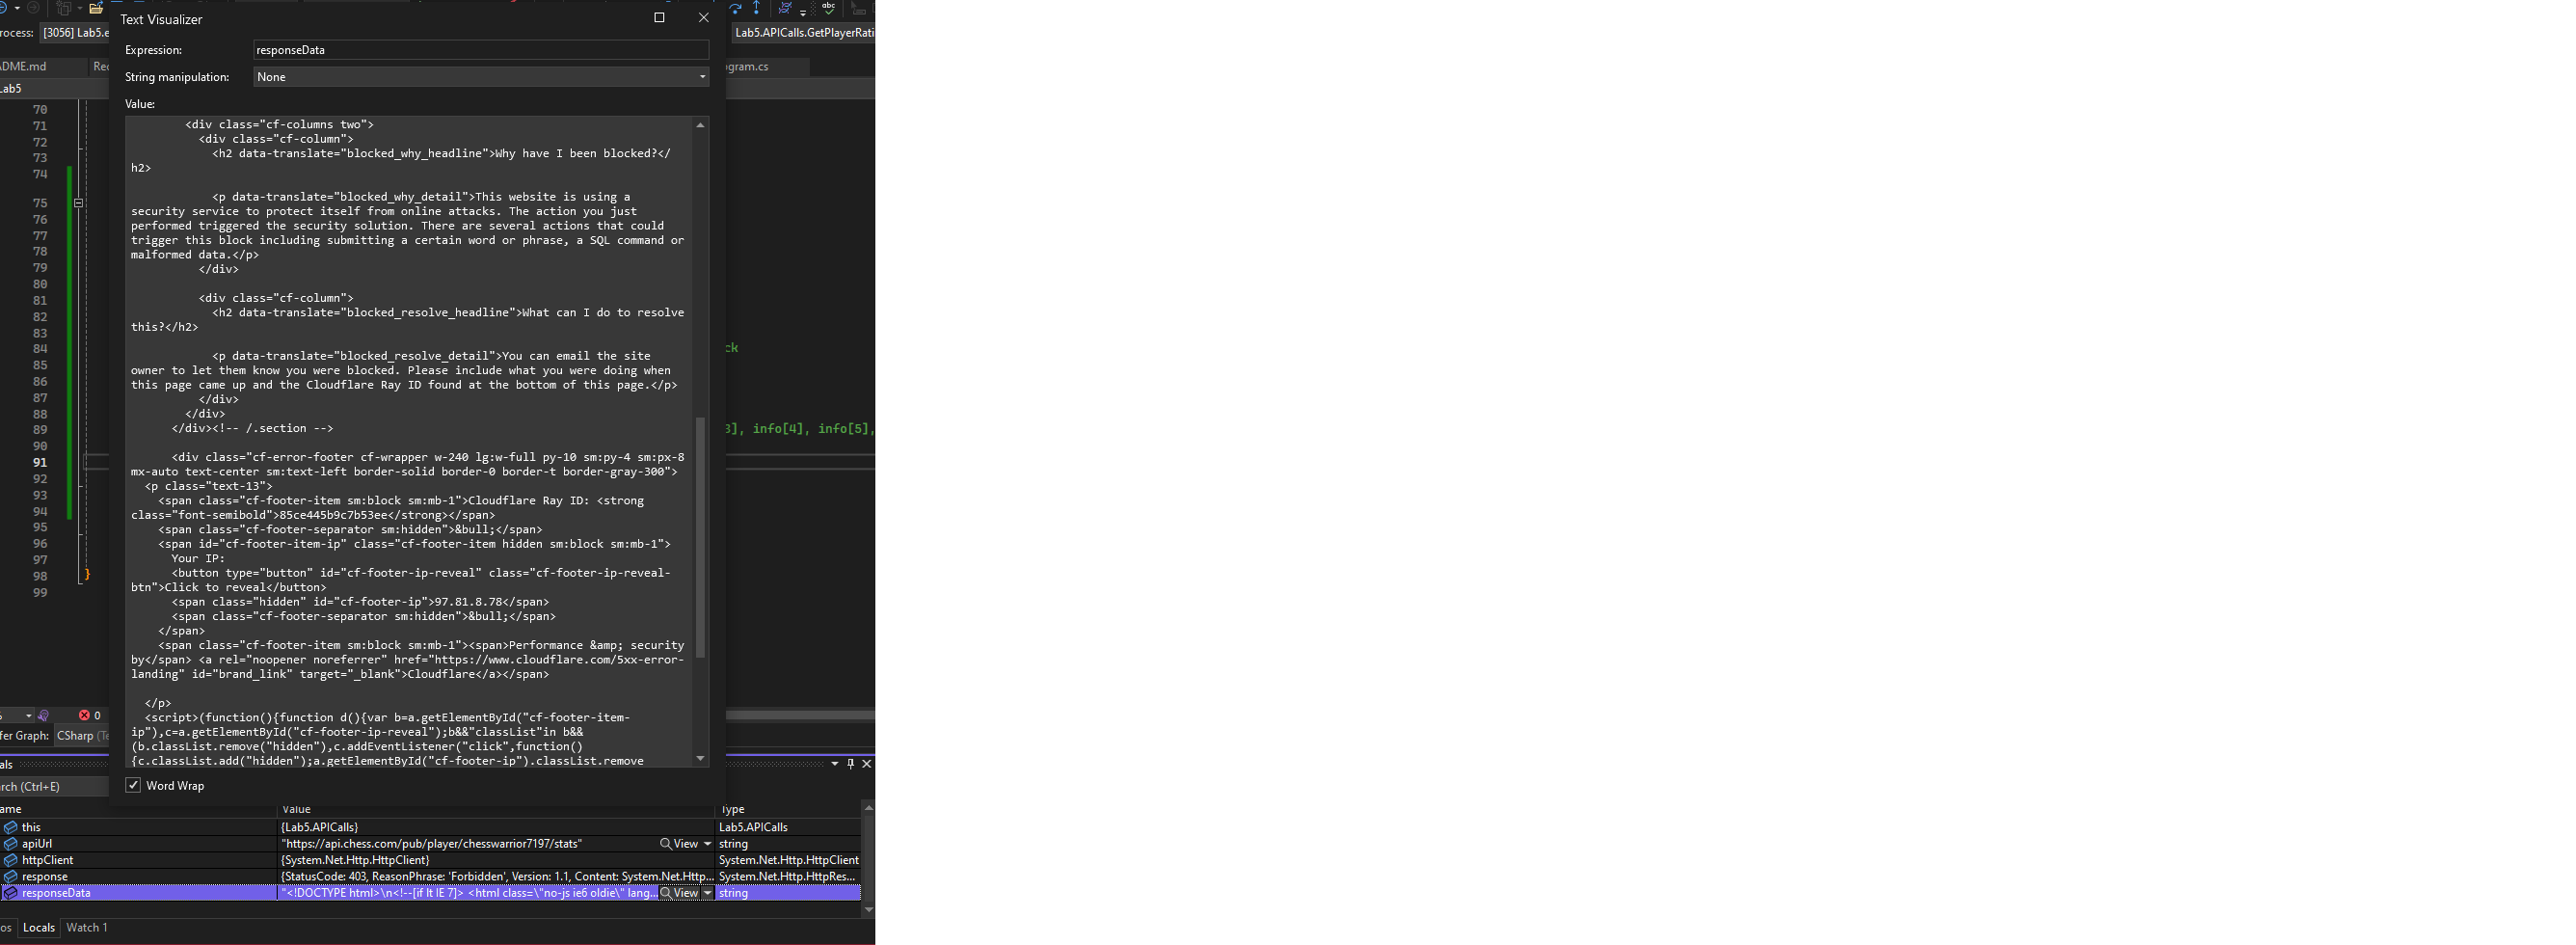 Text Visualizer
rocess: [3056] Lab5.e
Lab5.APICalls.GetPlayerRati
Expression: responseData
DME.md
ogram.cs
String manipulation: None
Lab5
Value:
70
71
72
73
74
75
76
77
78
79
80
81
82
83
84
85
86
87
88
89
90
91
92
93
94
95
96
97
98 }
99
<div class="cf-columns two">
<div class="cf-column">
<h2 data-translate="blocked_why_headline">Why have I been blocked?</
h2>
<p data-translate="blocked_why_detail">This website is using a
security service to protect itself from online attacks. The action you just
performed triggered the security solution. There are several actions that could
trigger this block including submitting a certain word or phrase, a SQL command or
malformed data.</p>
</div>
<div class="cf-column">
<h2 data-translate="blocked_resolve_headline">What can I do to resolve
this?</h2>
<p data-translate="blocked_resolve_detail">You can email the site
owner to let them know you were blocked. Please include what you were doing when
this page came up and the Cloudflare Ray ID found at the bottom of this page.</p>
</div>
</div>
</div><!-- /.section -->
<div class="cf-error-footer cf-wrapper w-240 lg:w-full py-10 sm:py-4 sm:px-8
mx-auto text-center sm:text-left border-solid border-0 border-t border-gray-300">
<p class="text-13">
<span class="cf-footer-item sm:block sm:mb-1">Cloudflare Ray ID: <strong
class="font-semibold">85ce445b9c7b53ee</strong></span>
<span class="cf-footer-separator sm:hidden">&bull;</span>
<span id="cf-footer-item-ip" class="cf-footer-item hidden sm:block sm:mb-1">
Your IP:
<button type="button" id="cf-footer-ip-reveal" class="cf-footer-ip-reveal-
btn">Click to reveal</button>
<span class="hidden" id="cf-footer-ip">97.81.8.78</span>
<span class="cf-footer-separator sm:hidden">&bull;</span>
</span>
<span class="cf-footer-item sm:block sm:mb-1"><span>Performance &amp; security
by</span> <a rel="noopener noreferrer" href="https://www.cloudflare.com/5xx-error-
landing" id="brand_link" target="_blank">Cloudflare</a></span>
</p>
<script>(function(){function d(){var b=a.getElementById("cf-footer-item-
ip"),c=a.getElementById("cf-footer-ip-reveal");b&&"classList"in b&&
(b.classList.remove("hidden"),c.addEventListener("click",function()
{c.classList.add("hidden");a.getElementById("cf-footer-ip").classList.remove
ck
3], info[4], info[5],
0
fer Graph: CSharp (Te
als
Word Wrap
rch (Ctrl+E)
ame Value Type
this {Lab5.APICalls} Lab5.APICalls
apiUrl "https://api.chess.com/pub/player/chesswarrior7197/stats" View string
httpClient {System.Net.Http.HttpClient} System.Net.Http.HttpClient
response {StatusCode: 403, ReasonPhrase: 'Forbidden', Version: 1.1, Content: System.Net.Http... System.Net.Http.HttpRes...
responseData "<!DOCTYPE html>\n<!--[if lt IE 7]> <html class=\"no-js ie6 oldie\" lang... View string
os Locals Watch 1